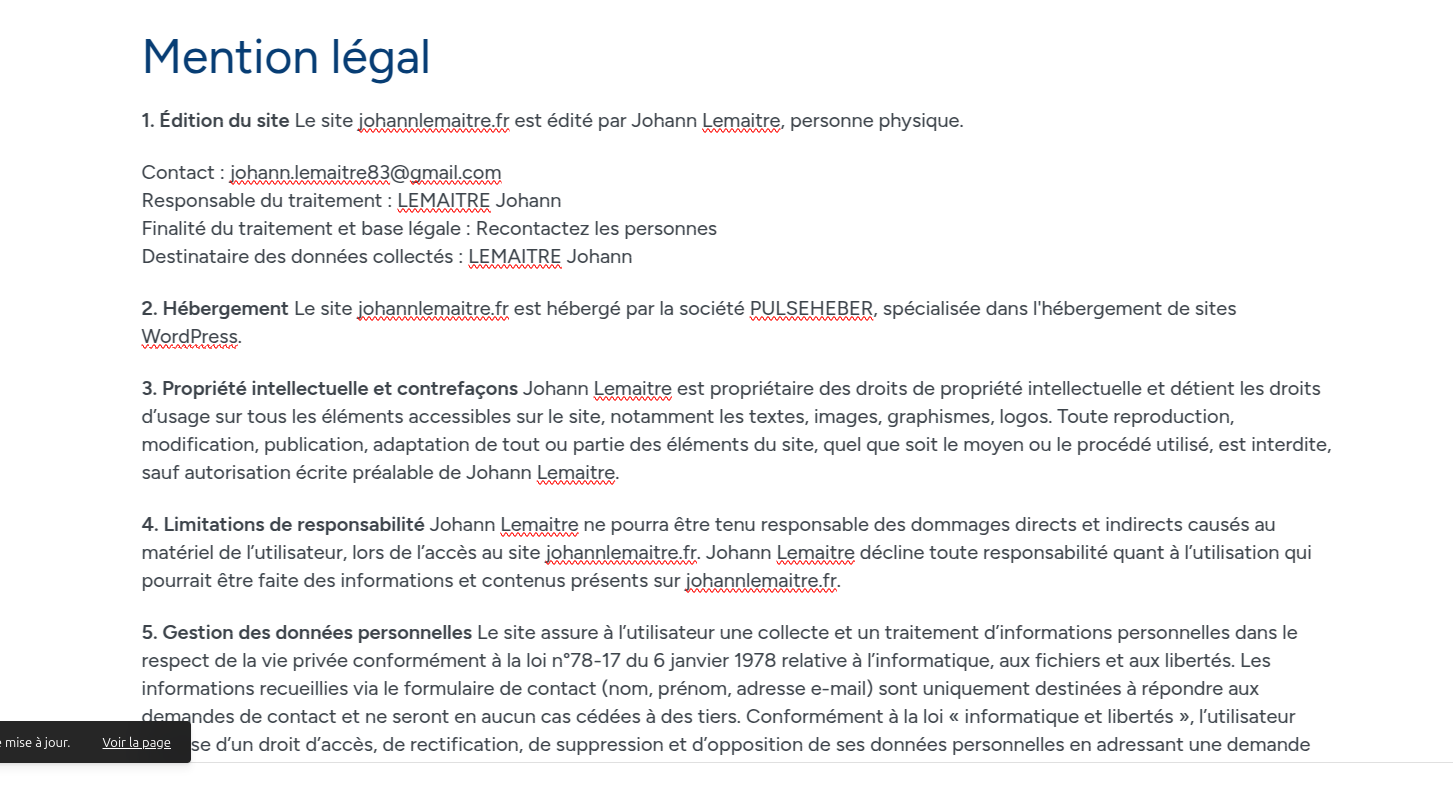 Mention légal
1. Édition du site Le site johannlemaitre.fr est édité par Johann Lemaitre, personne physique.
Contact : johann.lemaitre83@gmail.com
Responsable du traitement : LEMAITRE Johann
Finalité du traitement et base légale : Recontactez les personnes
Destinataire des données collectés : LEMAITRE Johann
2. Hébergement Le site johannlemaitre.fr est hébergé par la société PULSEHEBER, spécialisée dans l'hébergement de sites
WordPress.
3. Propriété intellectuelle et contrefaçons Johann Lemaitre est propriétaire des droits de propriété intellectuelle et détient les droits
d’usage sur tous les éléments accessibles sur le site, notamment les textes, images, graphismes, logos. Toute reproduction,
modification, publication, adaptation de tout ou partie des éléments du site, quel que soit le moyen ou le procédé utilisé, est interdite,
sauf autorisation écrite préalable de Johann Lemaitre.
4. Limitations de responsabilité Johann Lemaitre ne pourra être tenu responsable des dommages directs et indirects causés au
matériel de l’utilisateur, lors de l’accès au site johannlemaitre.fr. Johann Lemaitre décline toute responsabilité quant à l’utilisation qui
pourrait être faite des informations et contenus présents sur johannlemaitre.fr.
5. Gestion des données personnelles Le site assure à l’utilisateur une collecte et un traitement d’informations personnelles dans le
respect de la vie privée conformément à la loi n°78-17 du 6 janvier 1978 relative à l’informatique, aux fichiers et aux libertés. Les
informations recueillies via le formulaire de contact (nom, prénom, adresse e-mail) sont uniquement destinées à répondre aux
demandes de contact et ne seront en aucun cas cédées à des tiers. Conformément à la loi « informatique et libertés », l’utilisateur
d’un droit d’accès, de rectification, de suppression et d’opposition de ses données personnelles en adressant une demande
mise à jour. Voir la page